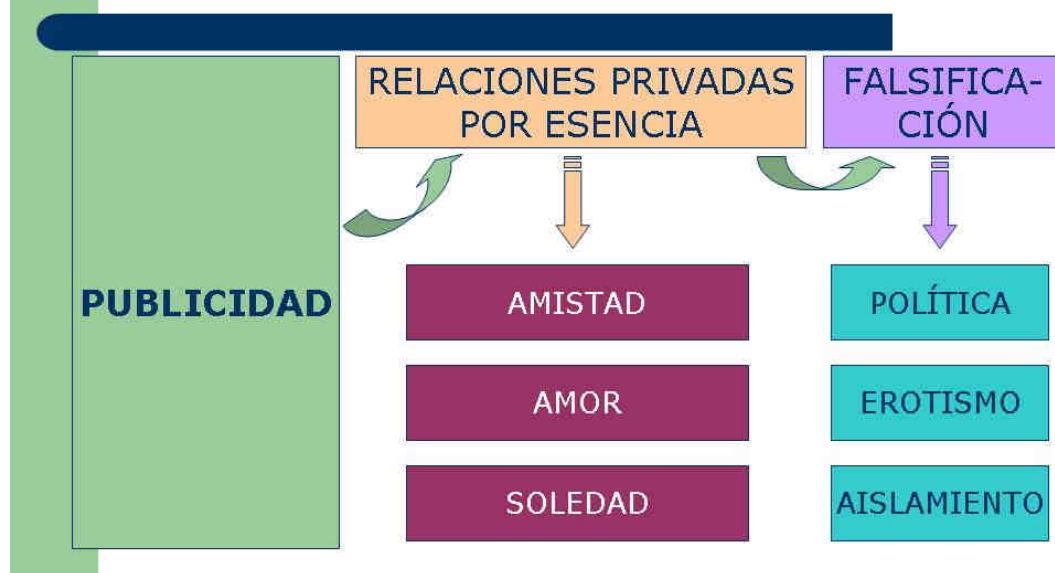 RELACIONES PRIVADAS
POR ESENCIA
FALSIFICA-
CIÓN
PUBLICIDAD
AMISTAD
POLÍTICA
AMOR
EROTISMO
SOLEDAD
AISLAMIENTO